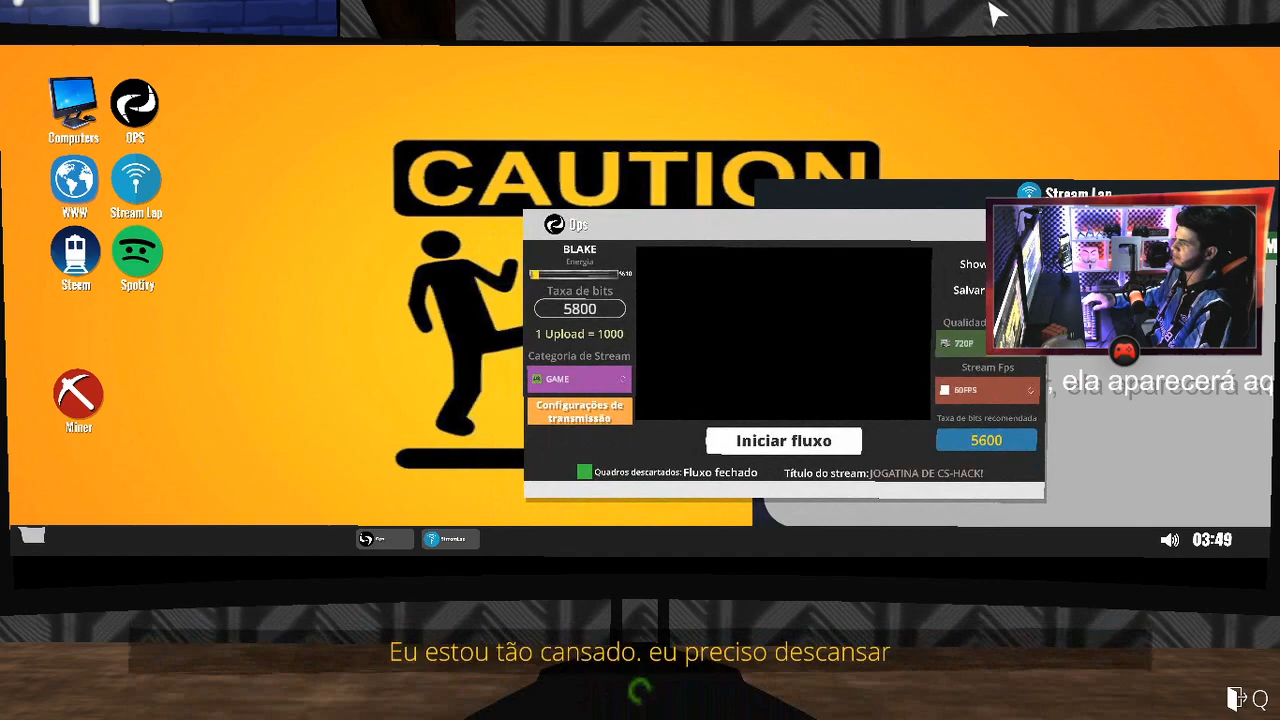 CAUTION
Computers
OPS
WWW
Stream Lap
Steem
Spotity
Miner
Stream Lap
Ops
BLAKE
Energia
%10
Taxa de bits
5800
1 Upload = 1000
Categoria de Stream
GAME
Configurações de
transmissão
Show
Salvar
Qualidad
720P
Stream Fps
60FPS
Taxa de bits recomendada
5600
Iniciar fluxo
Quadros descartados: Fluxo fechado
Título do stream: JOGATINA DE CS-HACK!
, ela aparecerá aq
StreamLap
03:49
Eu estou tão cansado. eu preciso descansar
Q